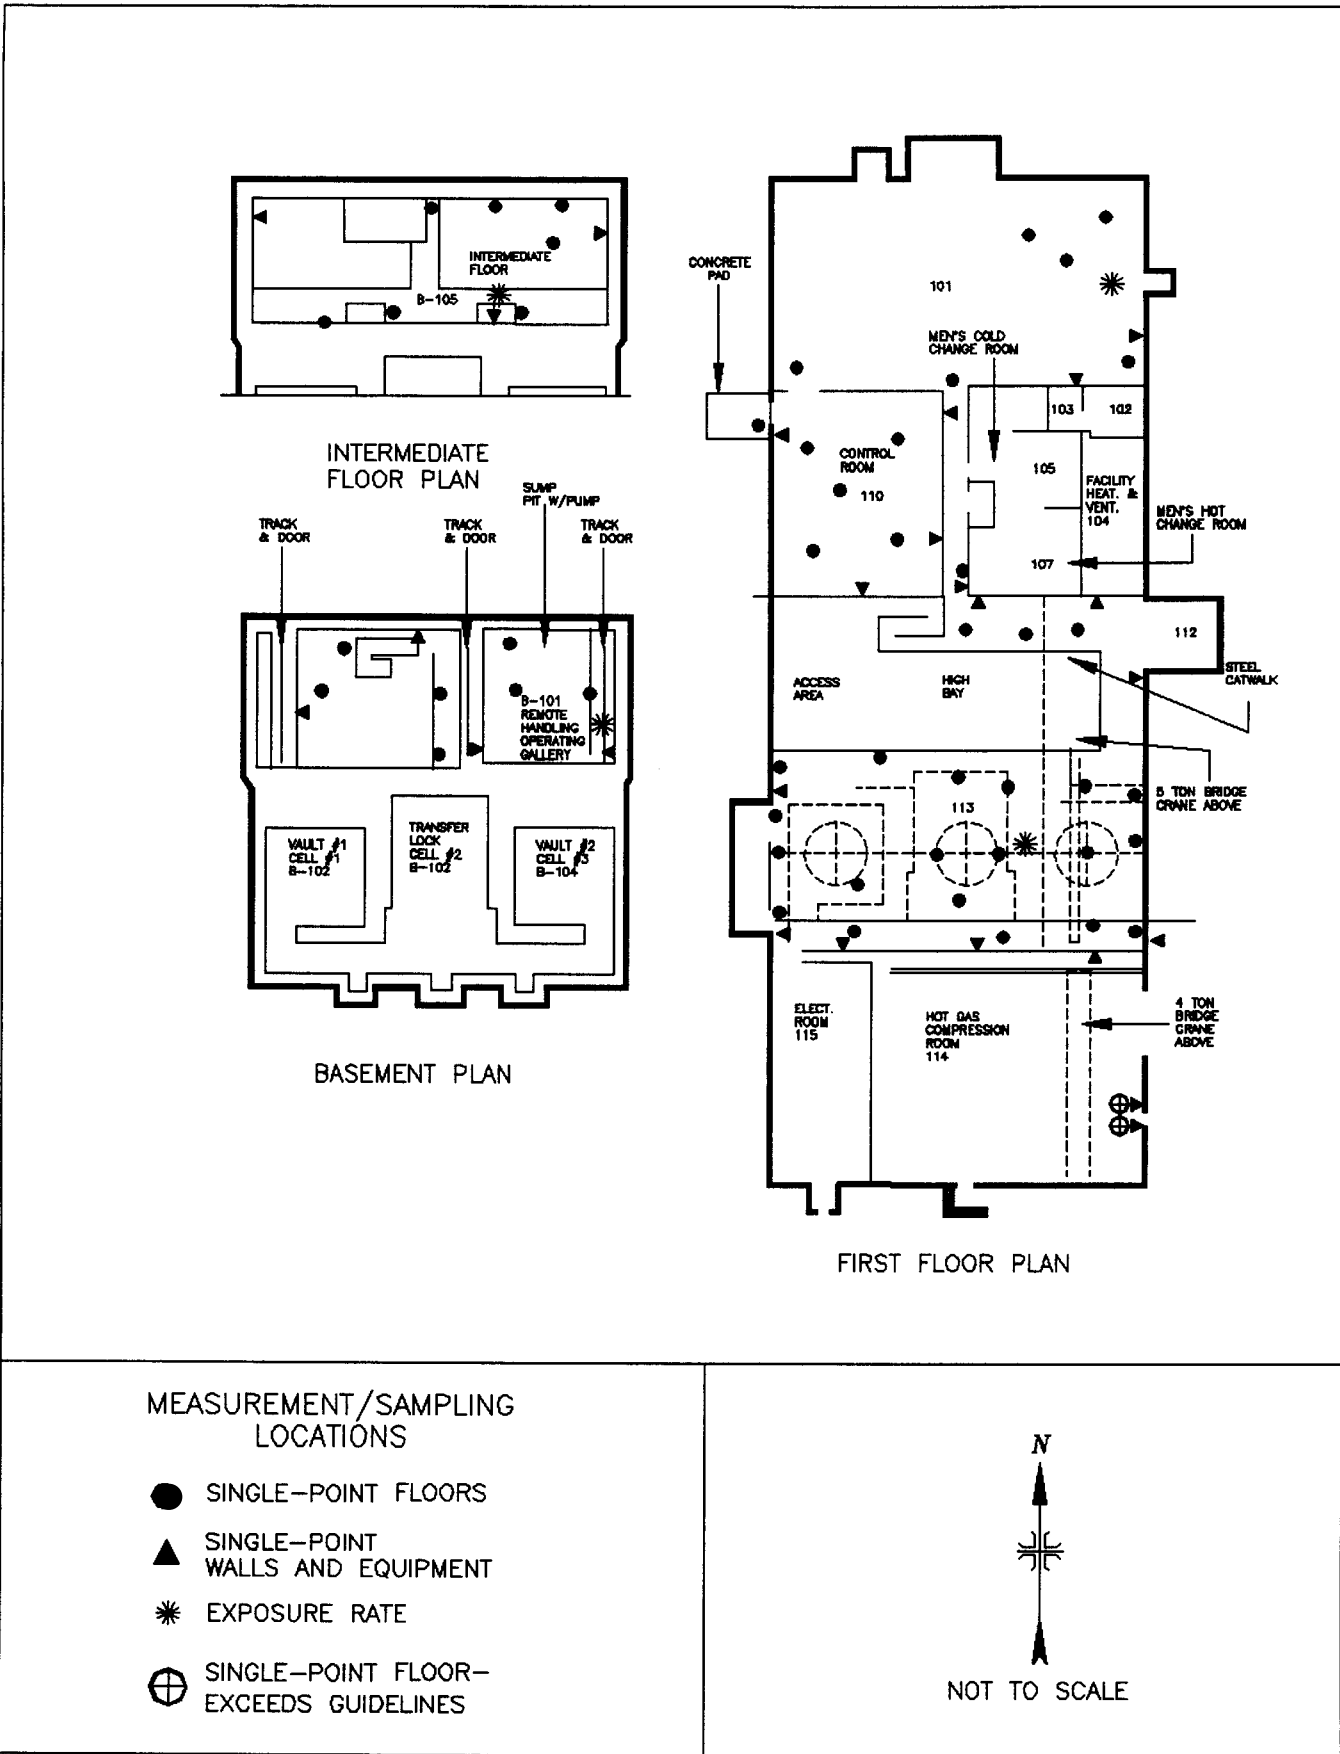 INTERMEDIATE
FLOOR
B-105
INTERMEDIATE
FLOOR PLAN
SUMP
PIT W/PUMP
TRACK
& DOOR
TRACK
& DOOR
TRACK
& DOOR
B-101
REMOTE
HANDLING
OPERATING
GALLERY
VAULT #1
CELL #1
B-102
TRANSFER
LOCK
CELL #2
B-102
VAULT #2
CELL #3
B-104
BASEMENT PLAN
CONCRETE
PAD
101
MEN'S COLD
CHANGE ROOM
103
102
CONTROL
ROOM
110
105
FACILITY
HEAT. &
VENT.
104
MEN'S HOT
CHANGE ROOM
107
112
STEEL
CATWALK
ACCESS
AREA
HIGH
BAY
5 TON BRIDGE
CRANE ABOVE
113
ELECT.
ROOM
115
HOT GAS
COMPRESSION
ROOM
114
4 TON
BRIDGE
CRANE
ABOVE
FIRST FLOOR PLAN
MEASUREMENT/SAMPLING
LOCATIONS
SINGLE-POINT FLOORS
SINGLE-POINT
WALLS AND EQUIPMENT
EXPOSURE RATE
SINGLE-POINT FLOOR-
EXCEEDS GUIDELINES
N
NOT TO SCALE